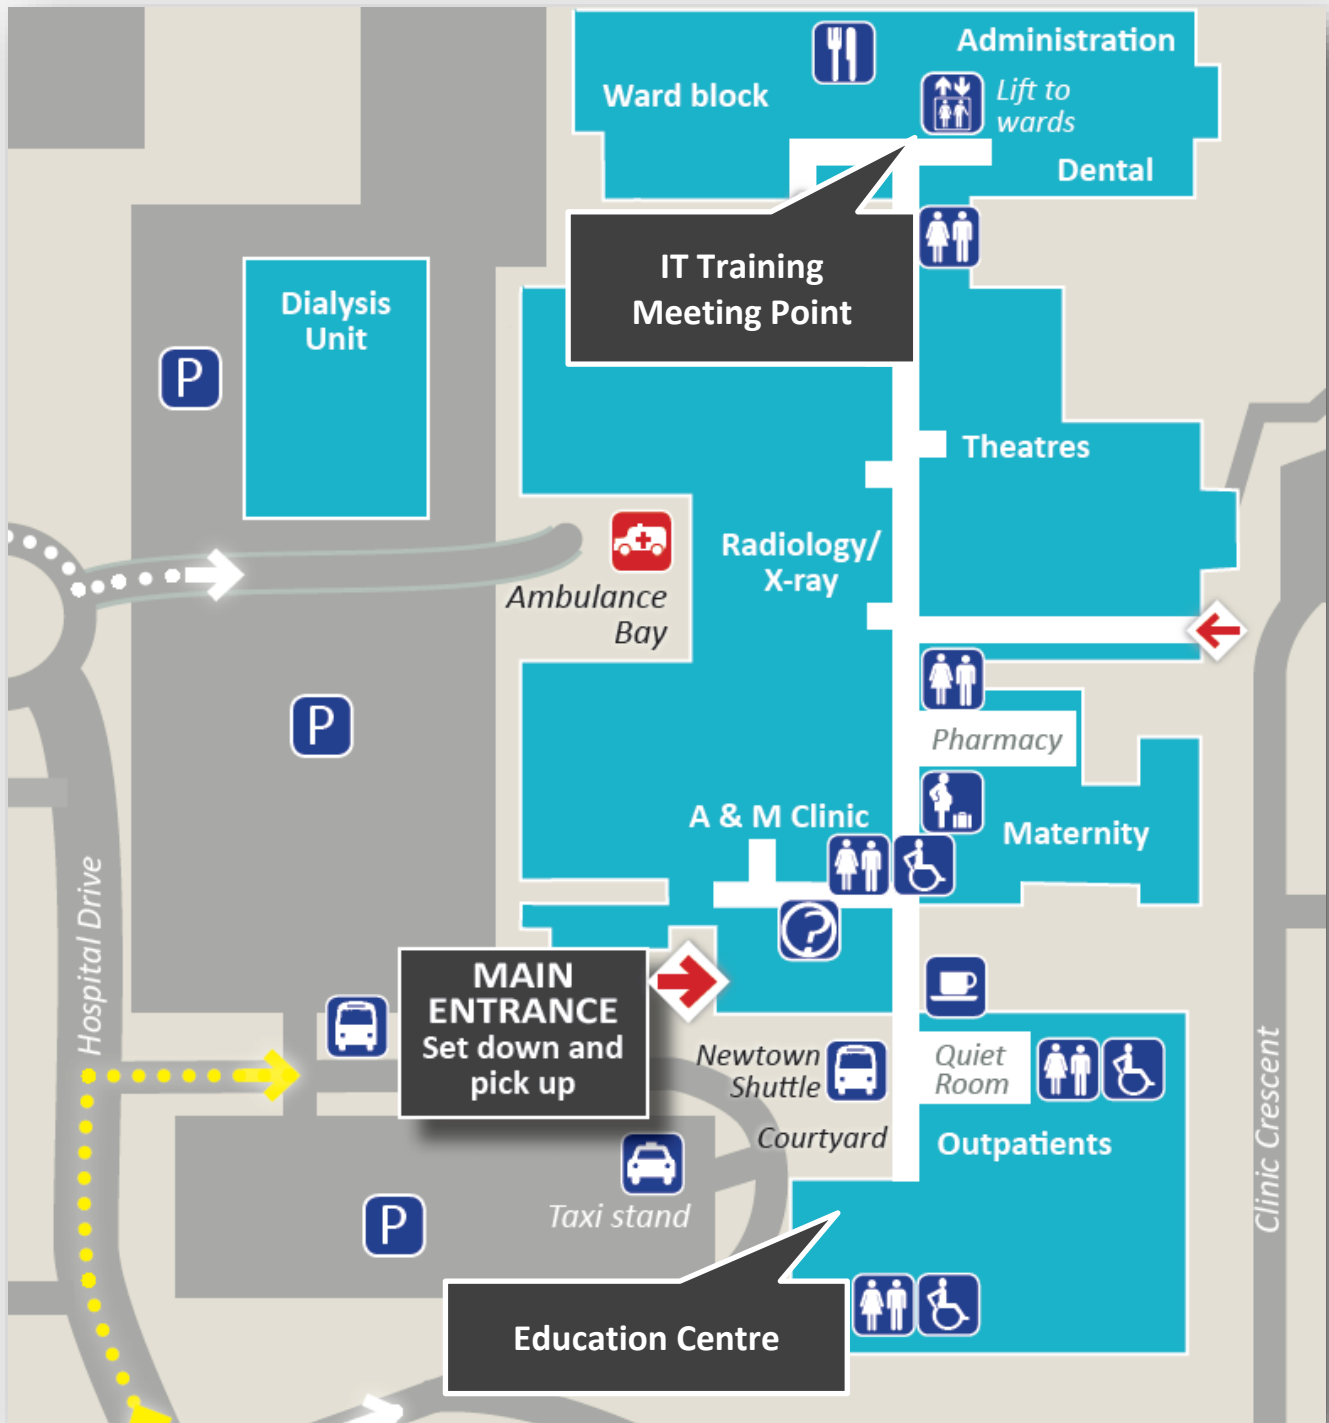 Administration
Ward block
Lift to
wards
Dental
IT Training
Meeting Point
Dialysis
Unit
P
Theatres
Radiology/
X-ray
Ambulance
Bay
P
Pharmacy
A & M Clinic
Maternity
Hospital Drive
?
MAIN
ENTRANCE
Set down and
pick up
Newtown
Shuttle
Quiet
Room
Courtyard
Outpatients
Clinic Crescent
Taxi stand
P
Education Centre